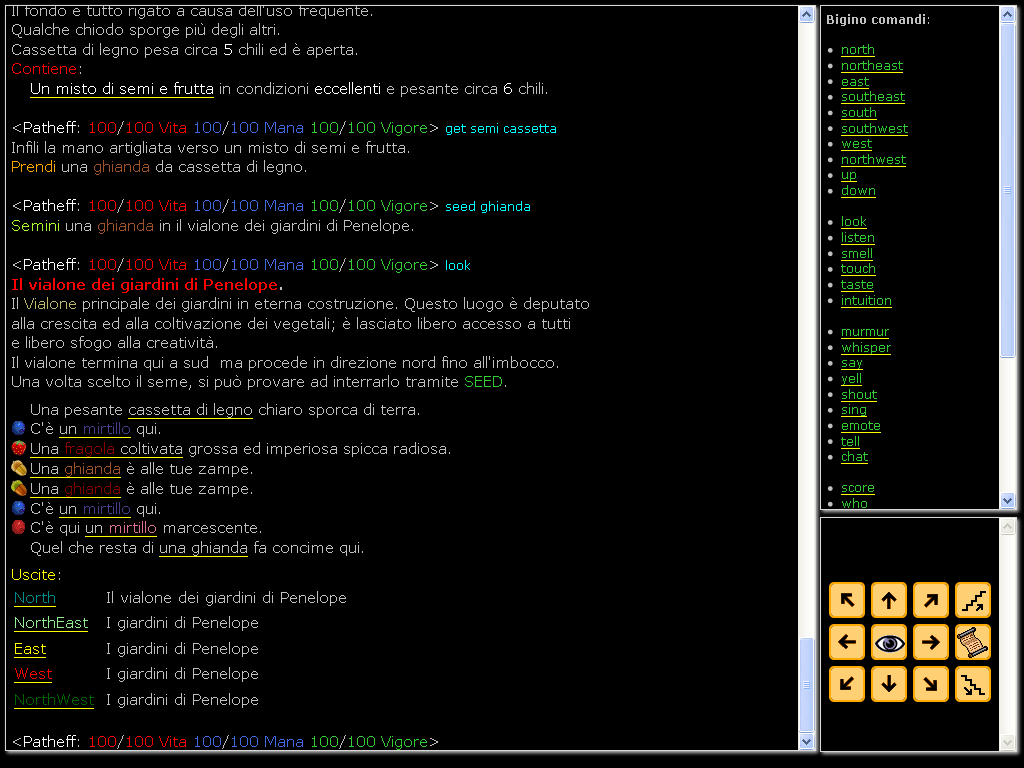 Il fondo è tutto rigato a causa dell'uso frequente.
Qualche chiodo sporge più degli altri.
Cassetta di legno pesa circa 5 chili ed è aperta.
Contiene:
Un misto di semi e frutta in condizioni eccellenti e pesante circa 6 chili.
<Patheff: 100/100 Vita 100/100 Mana 100/100 Vigore> get semi cassetta
Infili la mano artigliata verso un misto di semi e frutta.
Prendi una ghianda da cassetta di legno.
<Patheff: 100/100 Vita 100/100 Mana 100/100 Vigore> seed ghianda
Semini una ghianda in il vialone dei giardini di Penelope.
<Patheff: 100/100 Vita 100/100 Mana 100/100 Vigore> look
Il vialone dei giardini di Penelope.
Il Vialone principale dei giardini in eterna costruzione. Questo luogo è deputato
alla crescita ed alla coltivazione dei vegetali; è lasciato libero accesso a tutti
e libero sfogo alla creatività.
Il vialone termina qui a sud  ma procede in direzione nord fino all'imbocco.
Una volta scelto il seme, si può provare ad interrarlo tramite SEED.
Una pesante cassetta di legno chiaro sporca di terra.
C'è un mirtillo qui.
Una fragola coltivata grossa ed imperiosa spicca radiosa.
Una ghianda è alle tue zampe.
Una ghianda è alle tue zampe.
C'è un mirtillo qui.
C'è qui un mirtillo marcescente.
Quel che resta di una ghianda fa concime qui.
Uscite:
North Il vialone dei giardini di Penelope
NorthEast I giardini di Penelope
East I giardini di Penelope
West I giardini di Penelope
NorthWest I giardini di Penelope
<Patheff: 100/100 Vita 100/100 Mana 100/100 Vigore>
Bigino comandi:
north
northeast
east
southeast
south
southwest
west
northwest
up
down
look
listen
smell
touch
taste
intuition
murmur
whisper
say
yell
shout
sing
emote
tell
chat
score
who